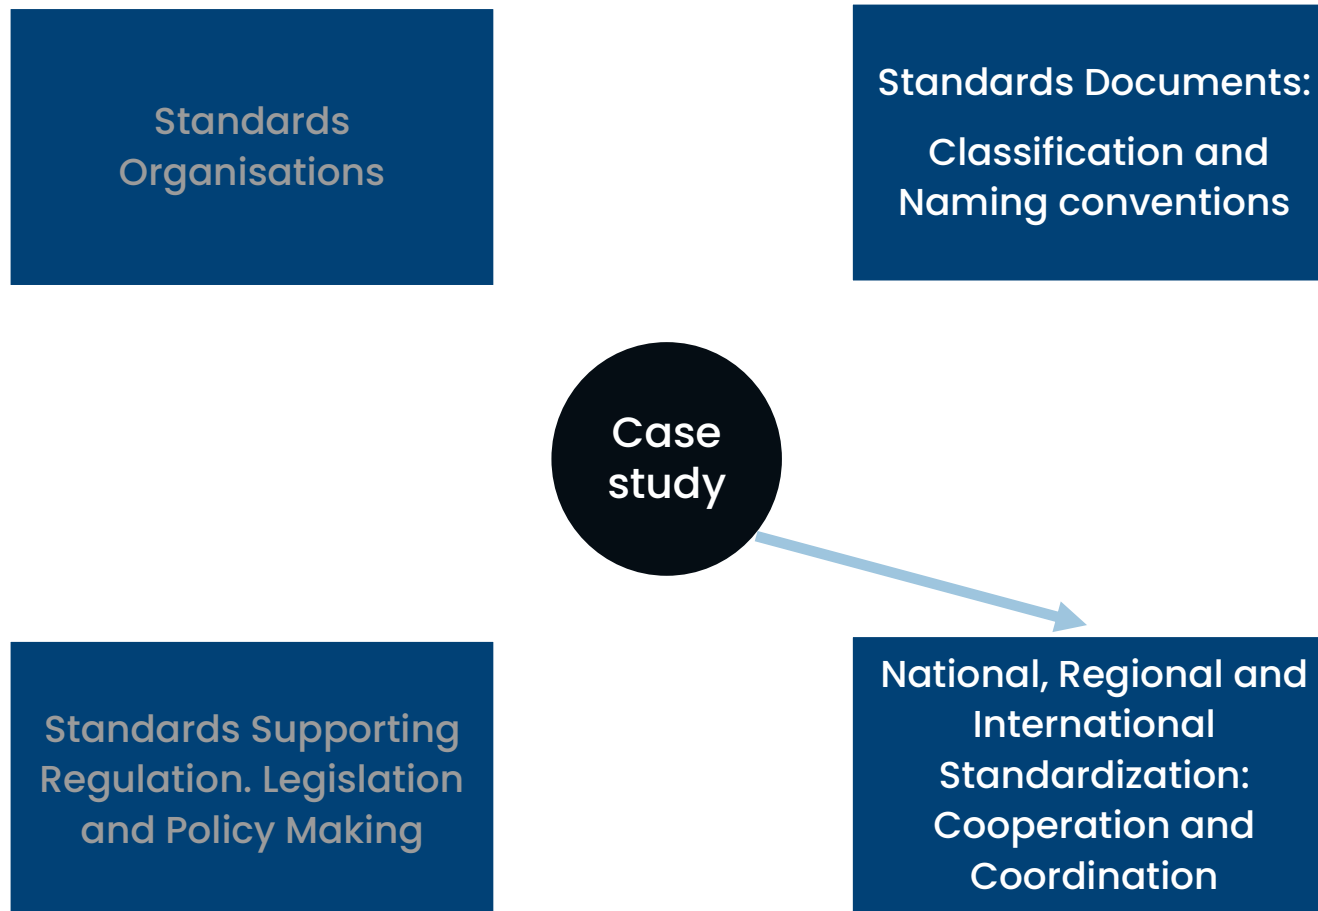 Standards
Organisations
Standards Documents:
Classification and
Naming conventions
Case
study
Standards Supporting
Regulation. Legislation
and Policy Making
National, Regional and
International
Standardization:
Cooperation and
Coordination